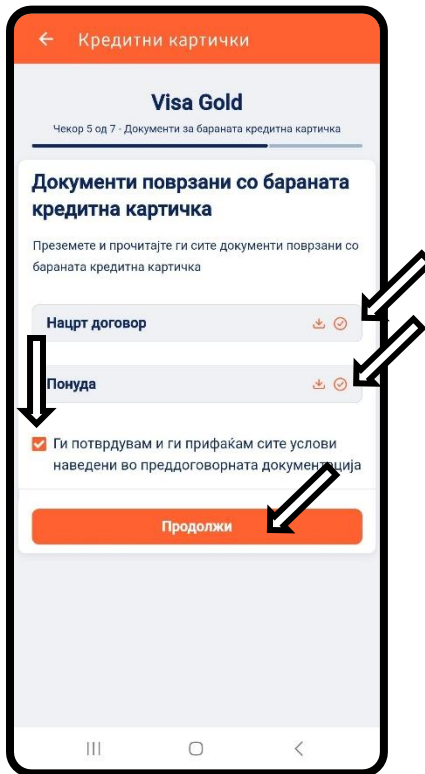 Кредитни картички
Visa Gold
Чекор 5 од 7 - Документи за бараната кредитна картичка
Документи поврзани со бараната
кредитна картичка
Преземете и прочитајте ги сите документи поврзани со
бараната кредитна картичка
Нацрт договор
Понуда
Ги потврдувам и ги прифаќам сите услови
наведени во преддоговорната документација
Продолжи